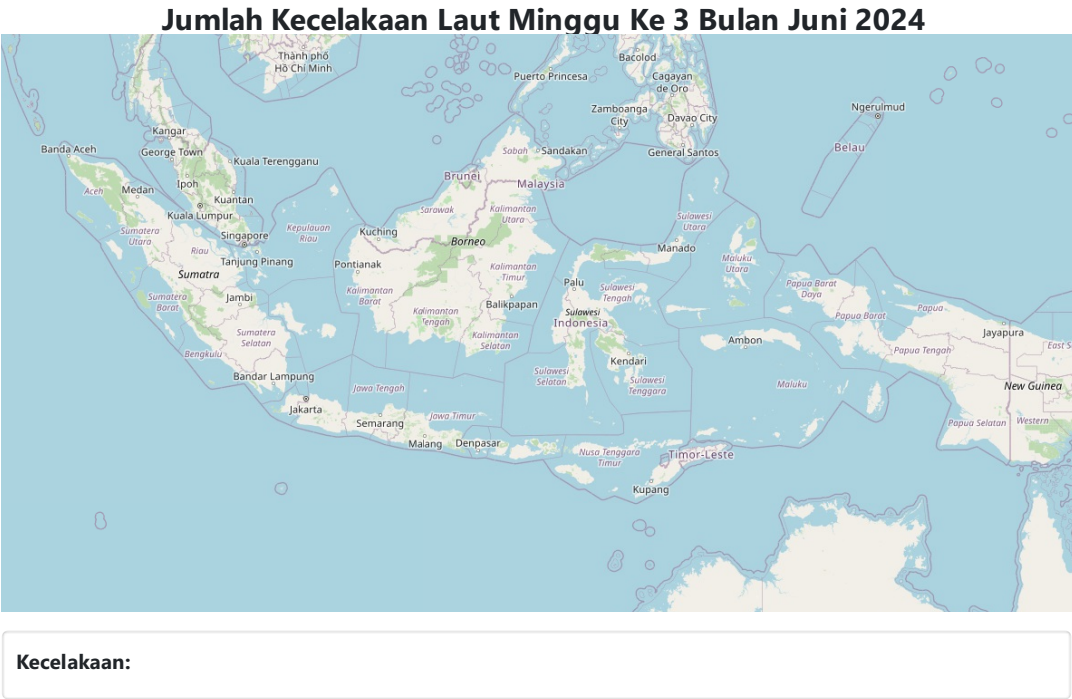 Jumlah Kecelakaan Laut Minggu Ke 3 Bulan Juni 2024
Thành phố
Hồ Chí Minh
Bacolod
Puerto Princesa
Cagayan
de Oro
Zamboanga
City
Davao City
Ngerulmud
Kangar
Banda Aceh
George Town
Kuala Terengganu
Sabah
Sandakan
General Santos
Belau
Brunei
Malaysia
Aceh
Medan
Ipoh
Kuantan
Kuala Lumpur
Sarawak
Kalimantan
Utara
Sulawesi
Utara
Sumatera
Utara
Singapore
Kepulauan
Riau
Kuching
Borneo
Riau
Manado
Tanjung Pinang
Pontianak
Maluku
Utara
Sumatra
Kalimantan
Timur
Palu
Papua Barat
Daya
Sumatera
Barat
Jambi
Kalimantan
Barat
Sulawesi
Tengah
Balikpapan
Kalimantan
Tengah
Sulawesi
Indonesia
Papua Barat
Papua
Sumatera
Selatan
Kalimantan
Selatan
Ambon
Jayapura
Bengkulu
Papua Tengah
East S
Kendari
Bandar Lampung
Sulawesi
Selatan
Sulawesi
Tenggara
Maluku
New Guinea
Jawa Tengah
Jakarta
Semarang
Jawa Timur
Papua Selatan
Western
Malang
Denpasar
Nusa Tenggara
Timur
Timor-Leste
Kupang
Kecelakaan: